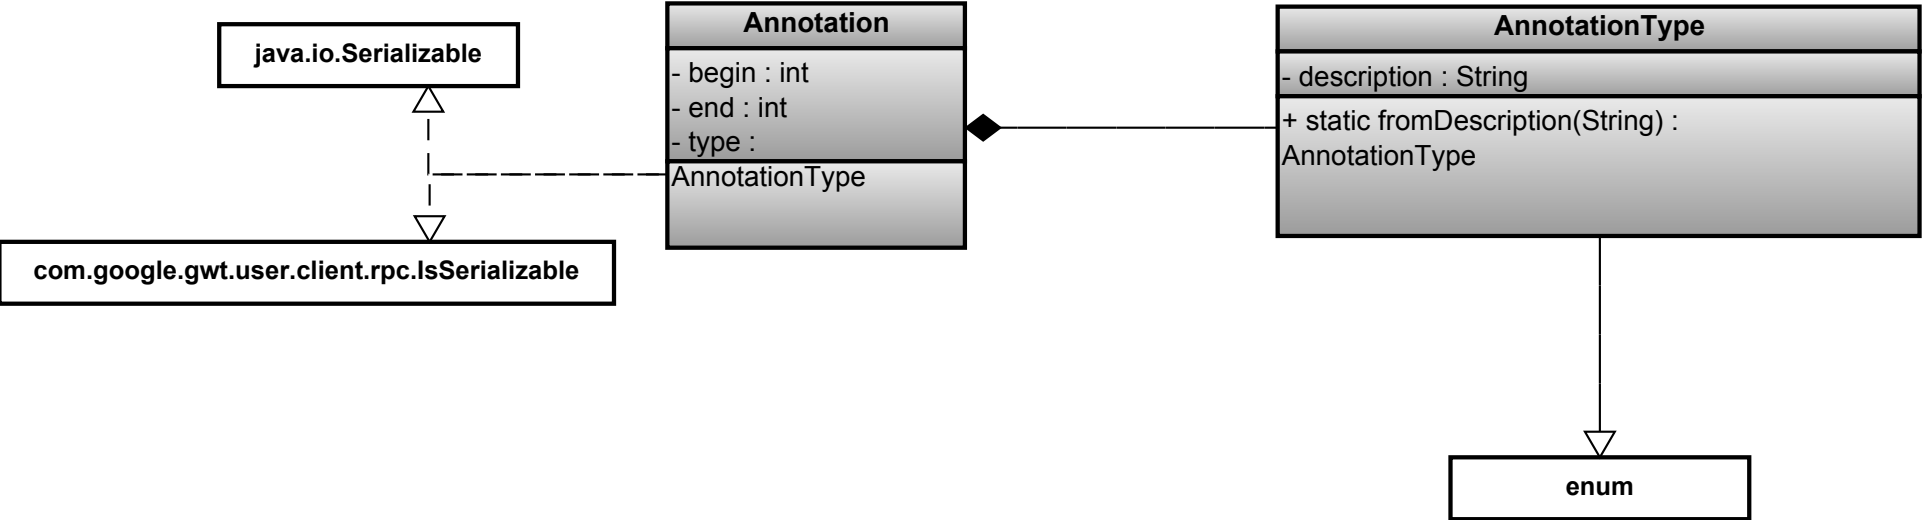 java.io.Serializable
com.google.gwt.user.client.rpc.IsSerializable
Annotation
- begin : int
- end : int
- type :
AnnotationType
AnnotationType
- description : String
+ static fromDescription(String) :
AnnotationType
enum